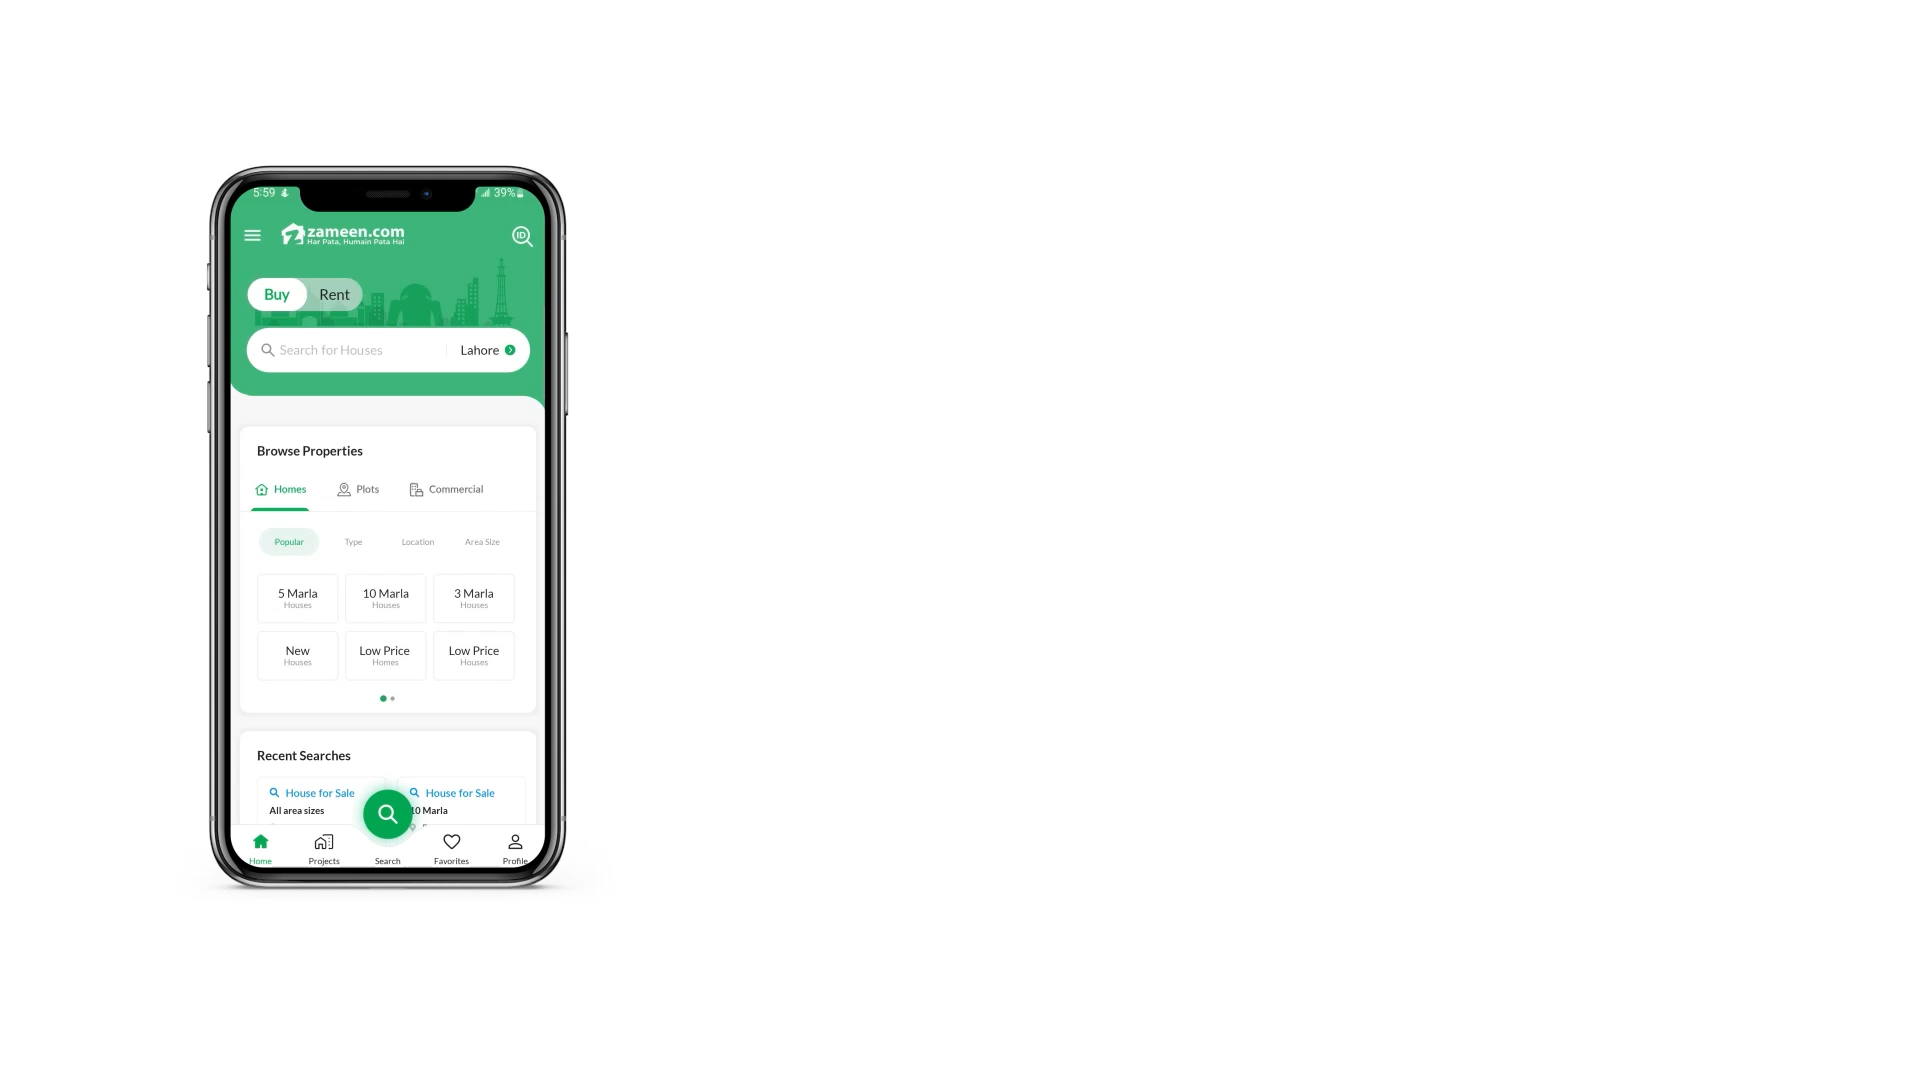 5:59 39%
zameen.com
Har Pata, Humain Pata Hai
ID
Buy Rent
Search for Houses Lahore
Browse Properties
Homes Plots Commercial
Popular Type Location Area Size
5 Marla 10 Marla 3 Marla
Houses Houses Houses
New Low Price Low Price
Houses Homes Houses
Recent Searches
House for Sale House for Sale
All area sizes 10 Marla
Home Projects Search Favorites Profile